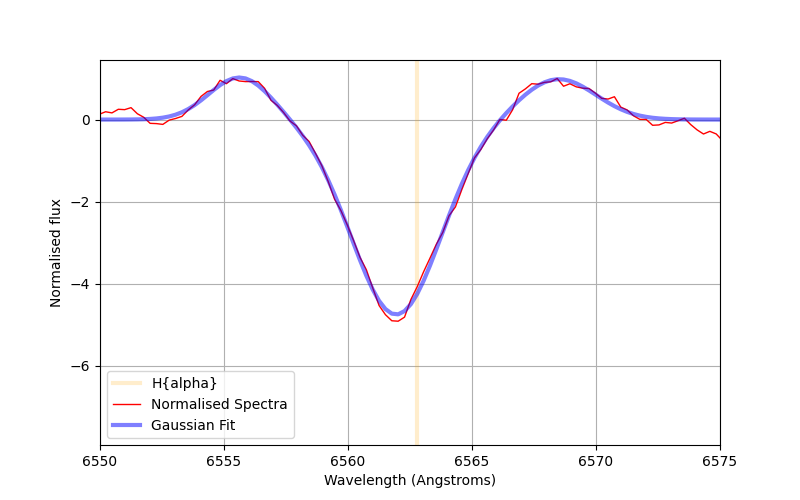 0
−2
−4
−6
Normalised flux
H{alpha}
Normalised Spectra
Gaussian Fit
6550
6555
6560
6565
6570
6575
Wavelength (Angstroms)